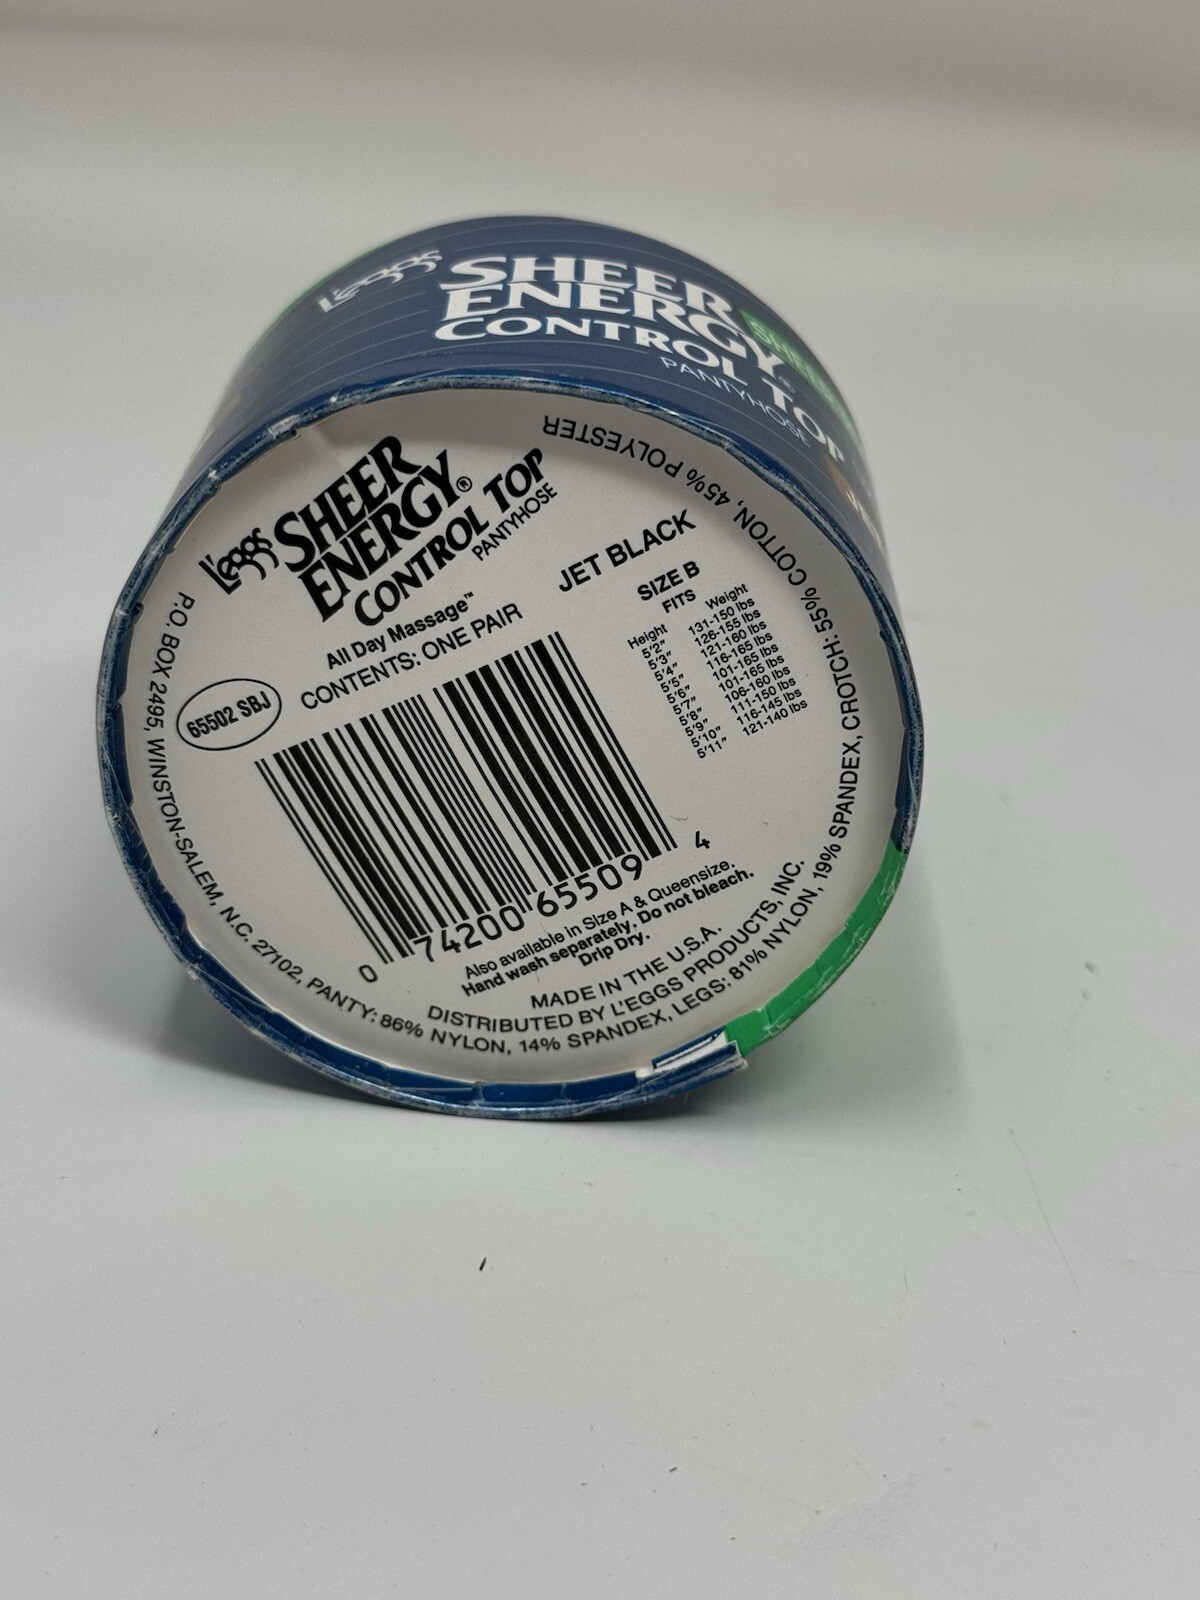 L'eggs
SHEER
ENERGY®
CONTROL TOP
PANTYHOSE
SHEER
L'eggs
SHEER
ENERGY®
CONTROL TOP
PANTYHOSE
All Day Massage™
CONTENTS: ONE PAIR
65502 SBJ
JET BLACK
SIZE B
FITS
Height Weight
5'2" 131-150 lbs
5'3" 126-155 lbs
5'4" 121-160 lbs
5'5" 116-165 lbs
5'6" 101-165 lbs
5'7" 101-165 lbs
5'8" 106-160 lbs
5'9" 111-150 lbs
5'10" 116-145 lbs
5'11" 121-140 lbs
0 74200 65509 4
Also available in Size A & Queensize.
Hand wash separately. Do not bleach.
Drip Dry.
MADE IN THE U.S.A.
DISTRIBUTED BY L'EGGS PRODUCTS, INC.
P.O. BOX 2495, WINSTON-SALEM, N.C. 27102, PANTY: 86% NYLON, 14% SPANDEX, LEGS: 81% NYLON, 19% SPANDEX, CROTCH: 55% COTTON, 45% POLYESTER